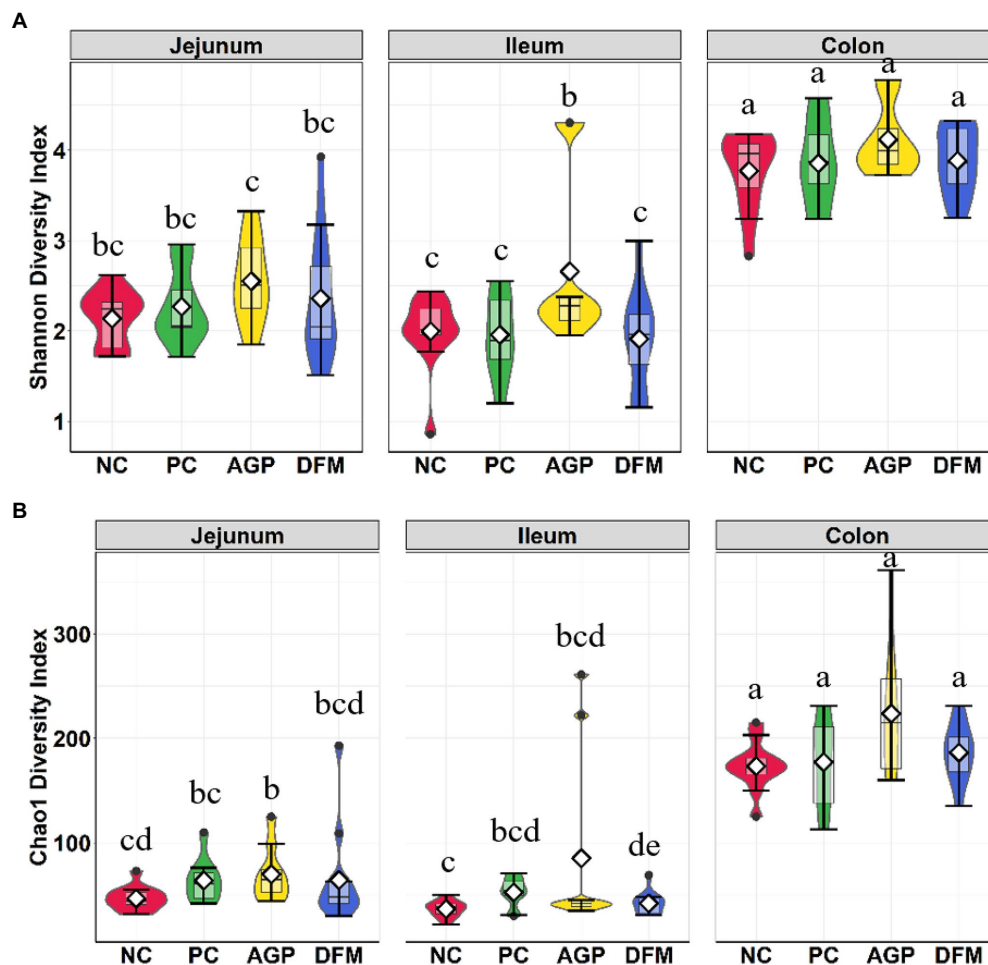 A
Jejunum Ileum Colon
a a a a
b
bc bc c bc
c c c
4
3
2
1
Shannon Diversity Index
NC PC AGP DFM NC PC AGP DFM NC PC AGP DFM
B
Jejunum Ileum Colon
a
bcd
a a a
bcd
cd bc b
c bcd de
300
200
100
Chao1 Diversity Index
NC PC AGP DFM NC PC AGP DFM NC PC AGP DFM